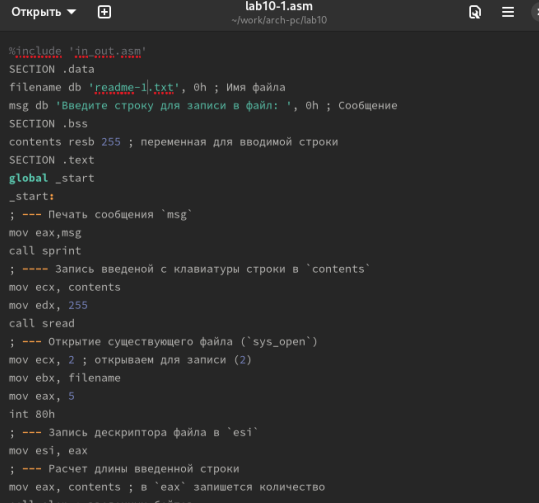 Открыть
lab10-1.asm
~/work/arch-pc/lab10
%include 'in_out.asm'
SECTION .data
filename db 'readme-1.txt', 0h ; Имя файла
msg db 'Введите строку для записи в файл: ', 0h ; Сообщение
SECTION .bss
contents resb 255 ; переменная для вводимой строки
SECTION .text
global _start
_start:
; --- Печать сообщения `msg`
mov eax,msg
call sprint
; ---- Запись введеной с клавиатуры строки в `contents`
mov ecx, contents
mov edx, 255
call sread
; --- Открытие существующего файла (`sys_open`)
mov ecx, 2 ; открываем для записи (2)
mov ebx, filename
mov eax, 5
int 80h
; --- Запись дескриптора файла в `esi`
mov esi, eax
; --- Расчет длины введенной строки
mov eax, contents ; в `eax` запишется количество